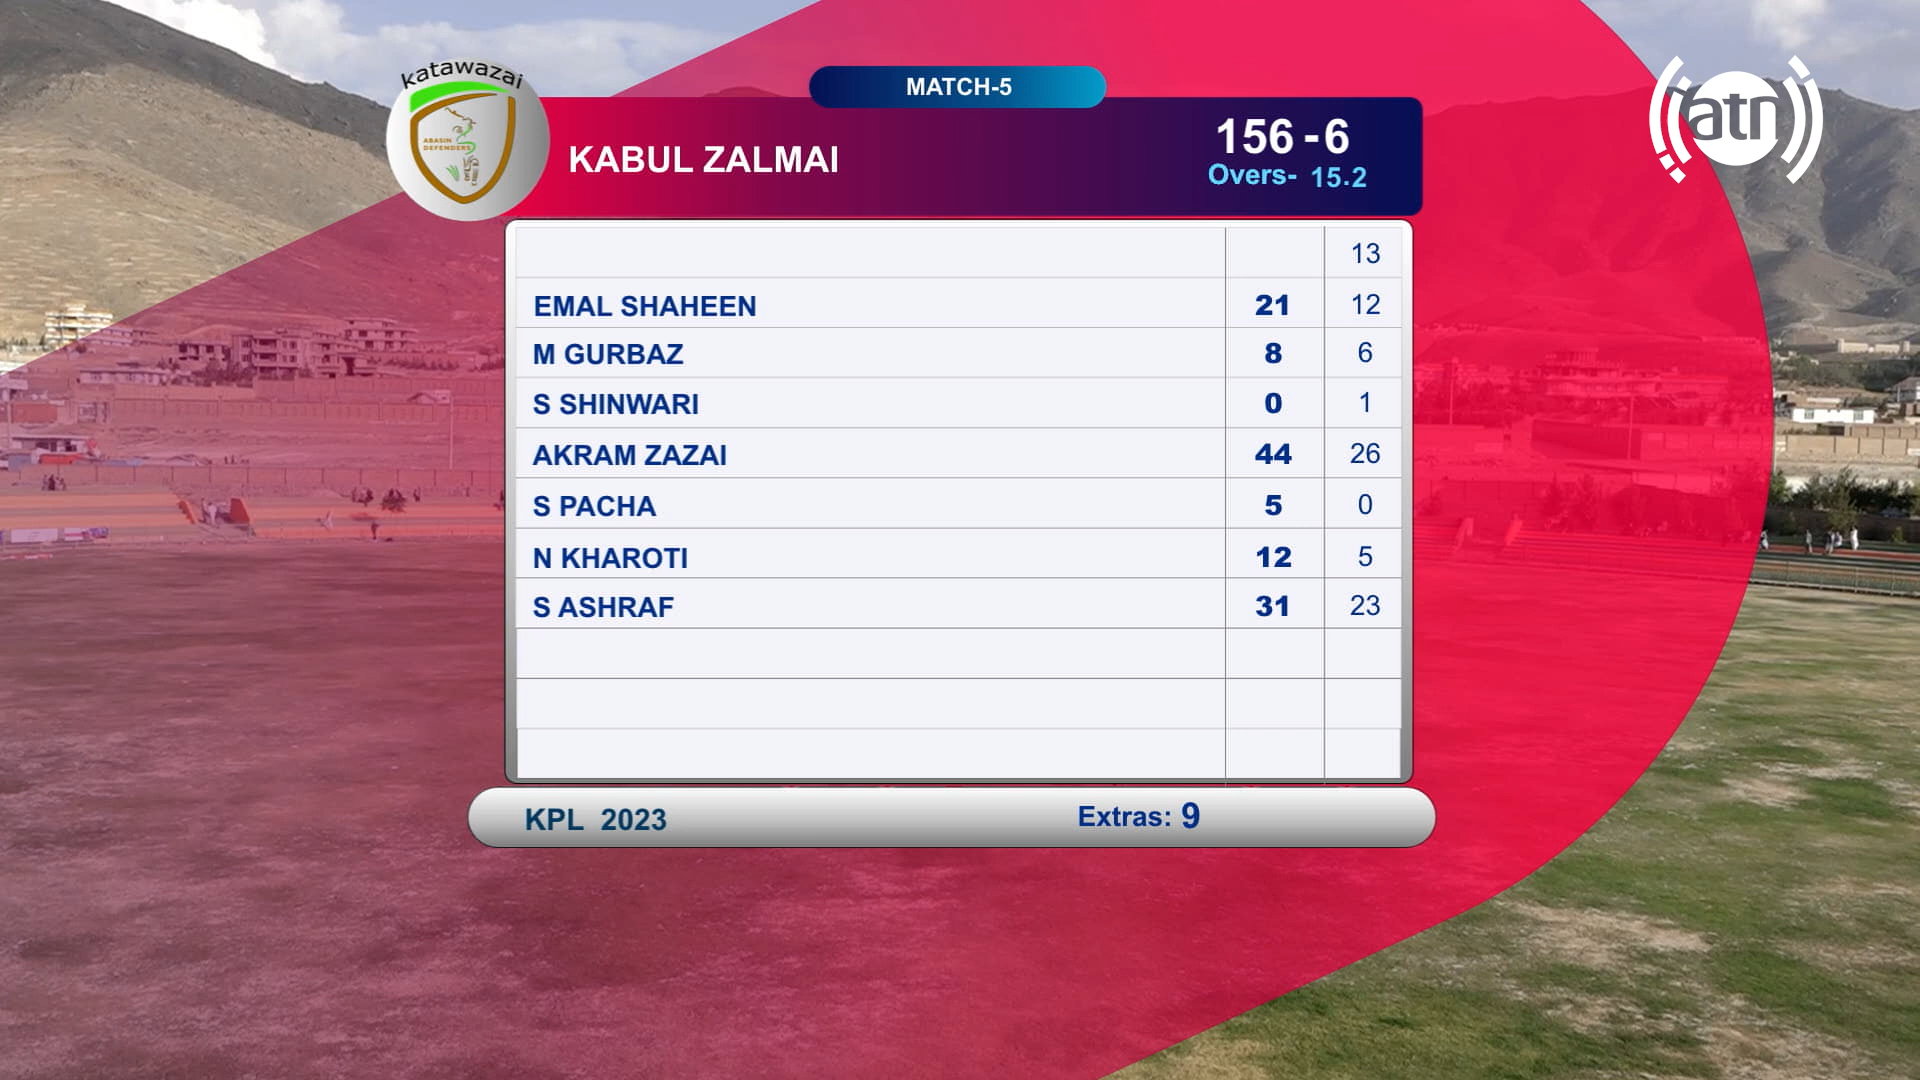 katawazai
ABASIN
DEFENDERS
MATCH-5
KABUL ZALMAI
156-6
Overs- 15.2
atn
13
EMAL SHAHEEN 21 12
M GURBAZ 8 6
S SHINWARI 0 1
AKRAM ZAZAI 44 26
S PACHA 5 0
N KHAROTI 12 5
S ASHRAF 31 23
KPL 2023 Extras: 9